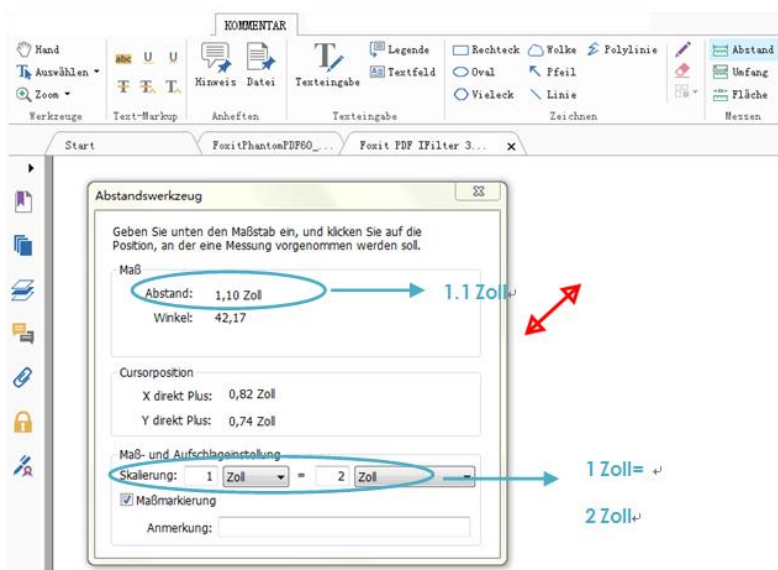 KOMMENTAR
Hand
Auswählen
Zoom
Werkzeuge
abc U U
T T T
Text-Markup
Hinweis Datei
Anheften
Texteingabe
Legende
Textfeld
Texteingabe
Rechteck Wolke Polylinie
Oval Pfeil
Vieleck Linie
Zeichnen
Abstand
Umfang
Fläche
Messen
Start
FoxitPhantomPDF60_...
Foxit PDF IFilter 3... x
Abstandswerkzeug
Geben Sie unten den Maßstab ein, und klicken Sie auf die
Position, an der eine Messung vorgenommen werden soll.
Maß
Abstand: 1,10 Zoll
1.1 Zoll
Winkel: 42,17
Cursorposition
X direkt Plus: 0,82 Zoll
Y direkt Plus: 0,74 Zoll
Maß- und Aufschlageinstellung
Skalierung: 1 Zoll = 2 Zoll
1 Zoll=
2 Zoll
Maßmarkierung
Anmerkung: